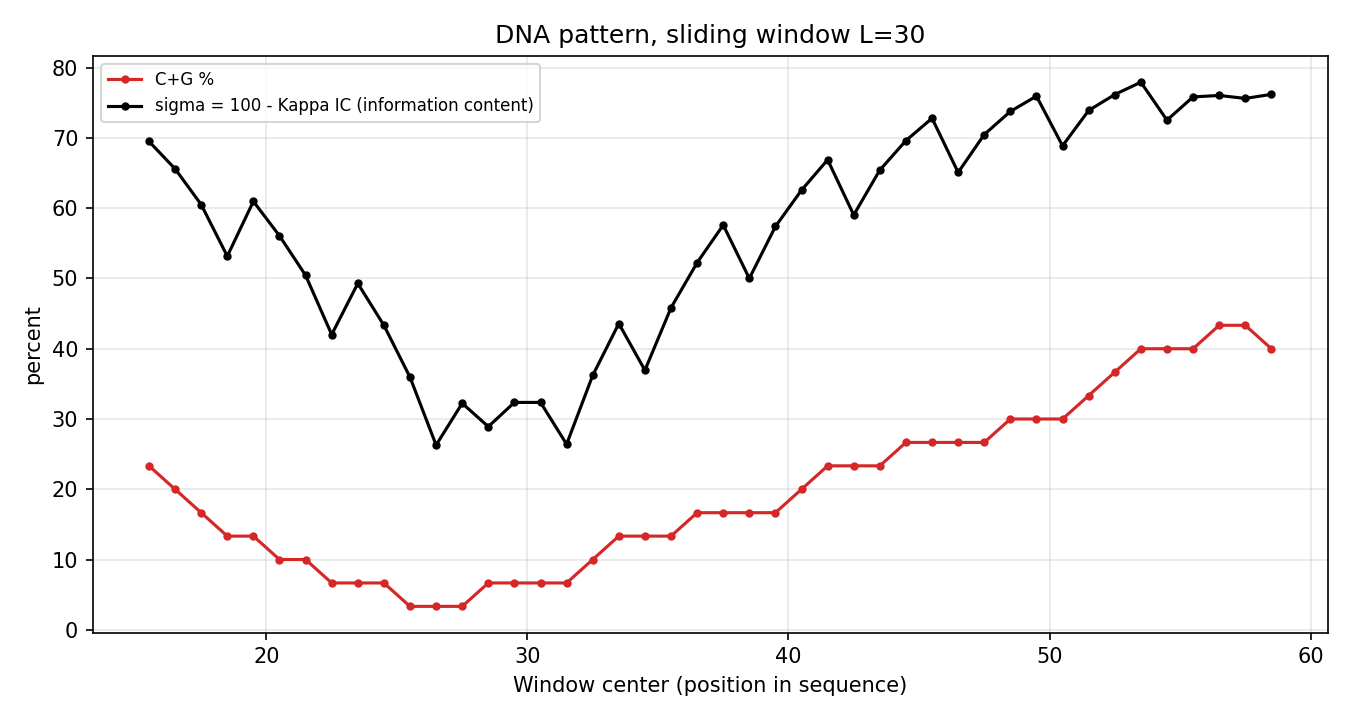 DNA pattern, sliding window L=30
C+G %
sigma = 100 - Kappa IC (information content)
80
70
60
50
40
30
20
10
0
percent
20 30 40 50 60
Window center (position in sequence)